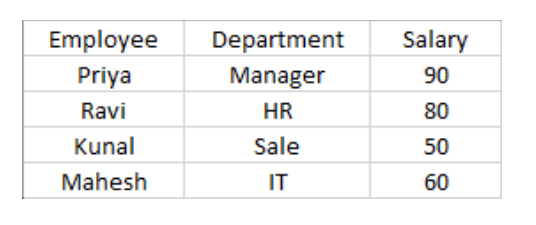 Employee Department Salary
Priya Manager 90
Ravi HR 80
Kunal Sale 50
Mahesh IT 60